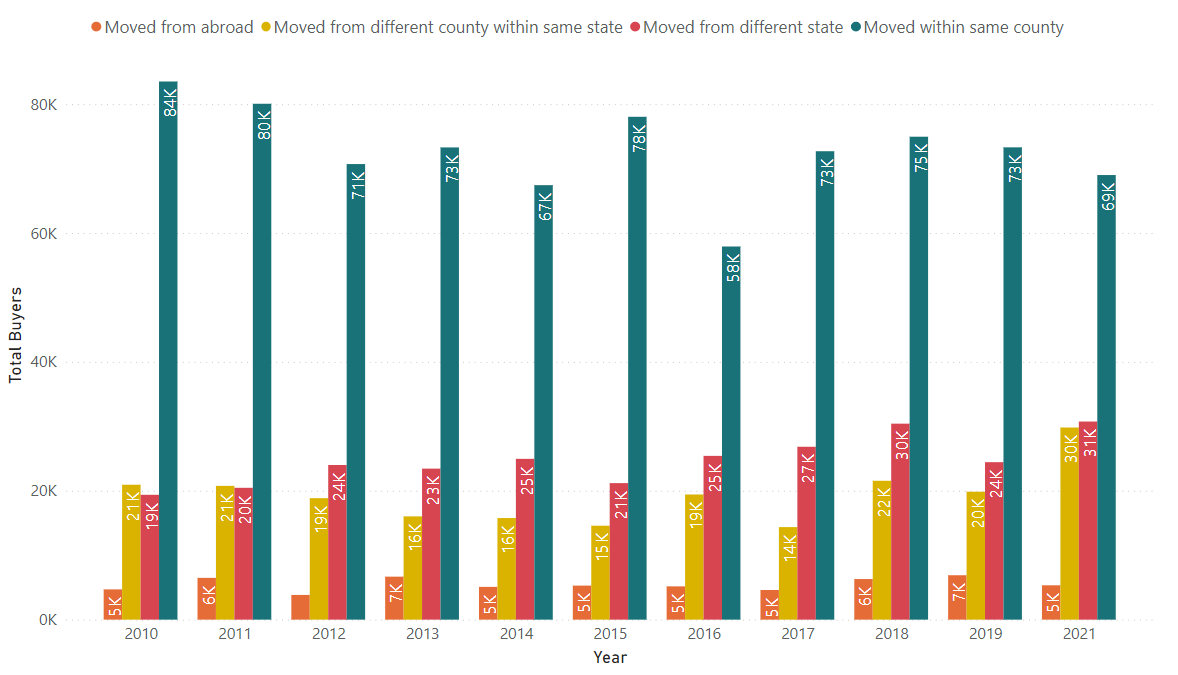 Moved from abroad Moved from different county within same state Moved from different state Moved within same county
Total Buyers
80K
60K
40K
20K
0K
5K 21K 19K 84K
6K 21K 20K 80K
19K 24K 71K
7K 16K 23K 73K
5K 16K 25K 67K
5K 15K 21K 78K
5K 19K 25K 58K
5K 14K 27K 73K
6K 22K 30K 75K
7K 20K 24K 73K
5K 30K 31K 69K
2010 2011 2012 2013 2014 2015 2016 2017 2018 2019 2021
Year